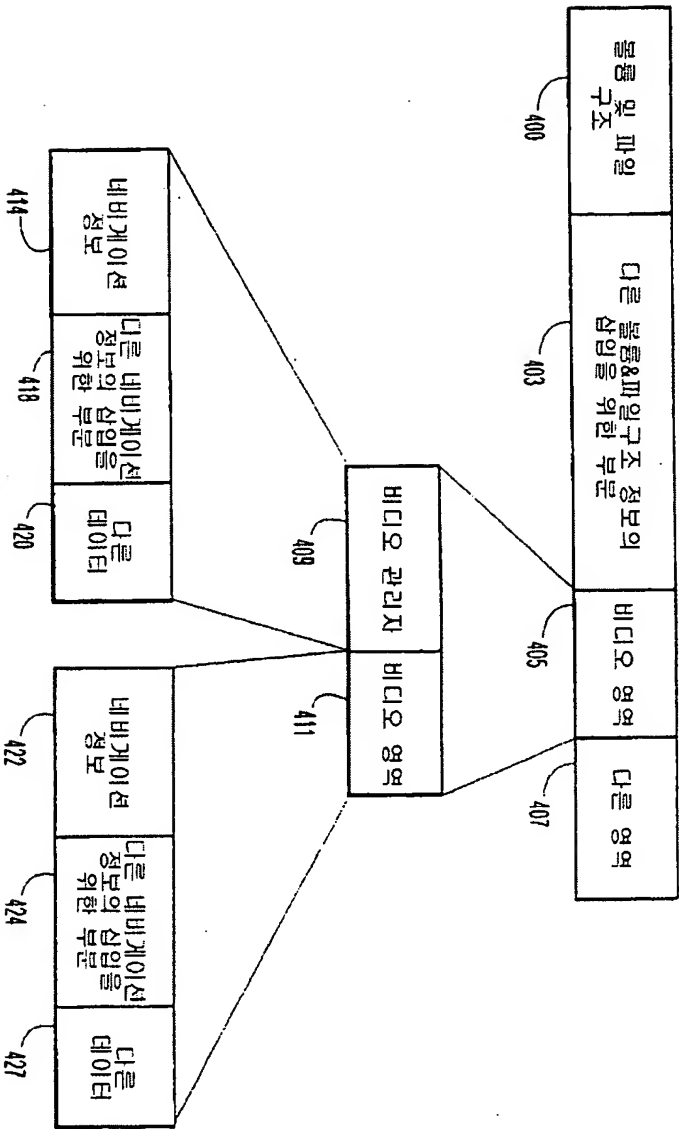 볼륨 및 파일
구조
400
다른 볼륨&파일구조 정보의
삽입을 위한 부문
403
비디오 영역
405
다른 영역
407
비디오 관리자
409
비디오 영역
411
네비게이션
정보
414
다른 네비게이션
정보의 삽입을
위한 부문
418
다른
데이터
420
네비게이션
정보
422
다른 네비게이션
정보의 삽입을
위한 부문
424
다른
데이터
427